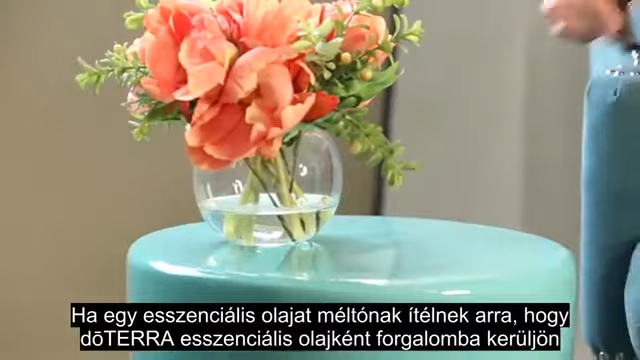 Ha egy esszenciális olajat méltónak ítélnek arra, hogy
dōTERRA esszenciális olajként forgalomba kerüljön